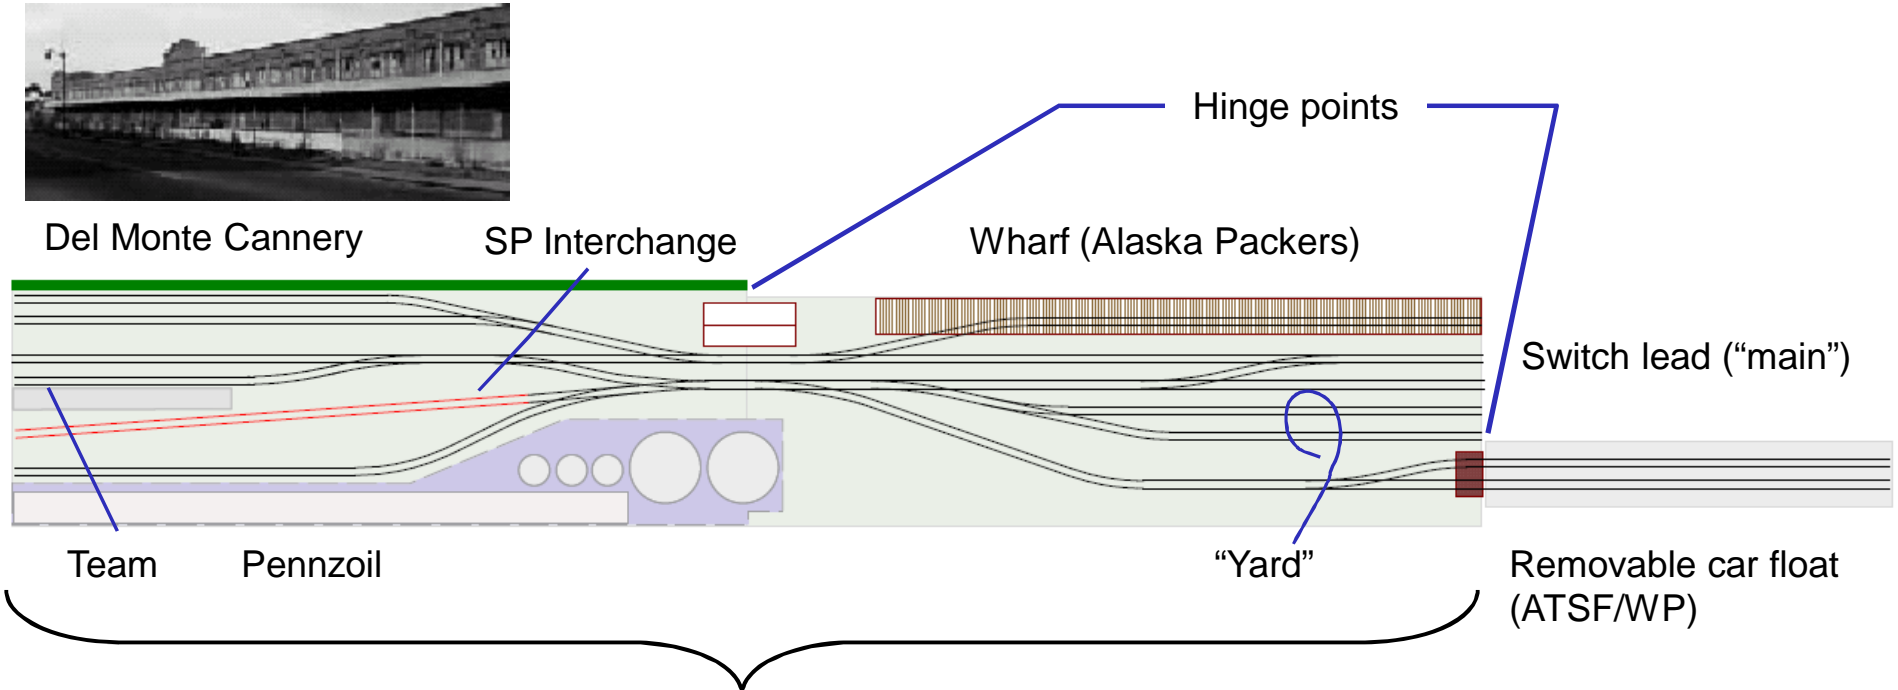 Hinge points
Del Monte Cannery
SP Interchange
Wharf (Alaska Packers)
Switch lead (“main”)
Team
Pennzoil
“Yard”
Removable car float
(ATSF/WP)